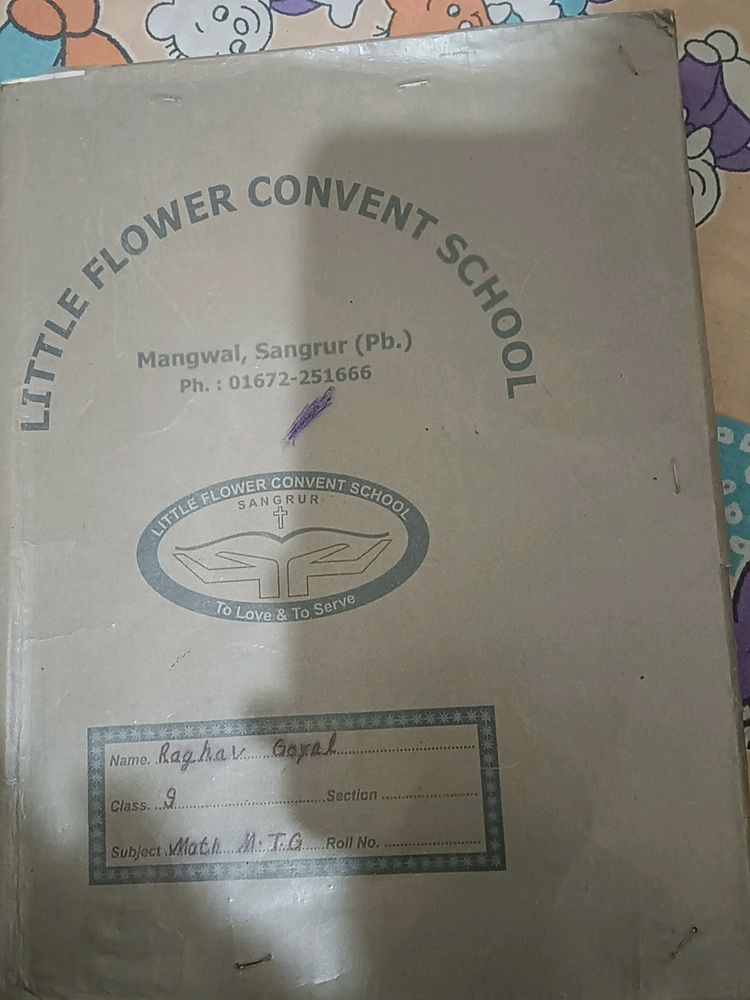 LITTLE FLOWER CONVENT SCHOOL
Mangwal, Sangrur (Pb.)
Ph. : 01672-251666
LITTLE FLOWER CONVENT SCHOOL
SANGRUR
To Love & To Serve
Name. Raghav Goyal
Class. 9 Section
Subject Math M.T.G Roll No.